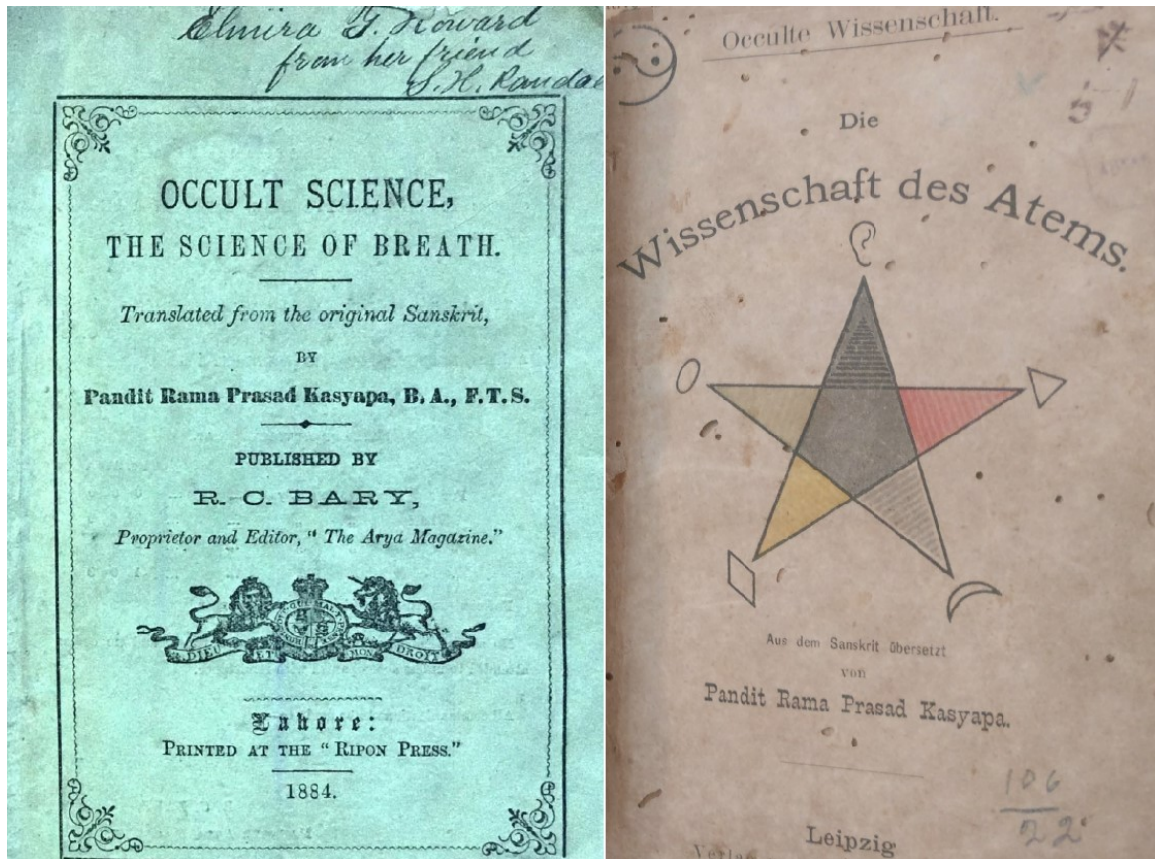 Elmira G. Howard
from her friend
S. H. Randa
OCCULT SCIENCE,
THE SCIENCE OF BREATH.
Translated from the original Sanskrit,
BY
Pandit Rama Prasad Kasyapa, B. A., F. T. S.
PUBLISHED BY
R. C. BARY,
Proprietor and Editor, " The Arya Magazine."
DIEU ET MON DROIT
Lahore:
PRINTED AT THE " RIPON PRESS."
1884.
Occulte Wissenschaft.
Die
Wissenschaft des Atems.
Aus dem Sanskrit übersetzt
von
Pandit Rama Prasad Kasyapa.
106
22
Leipzig
Verlag